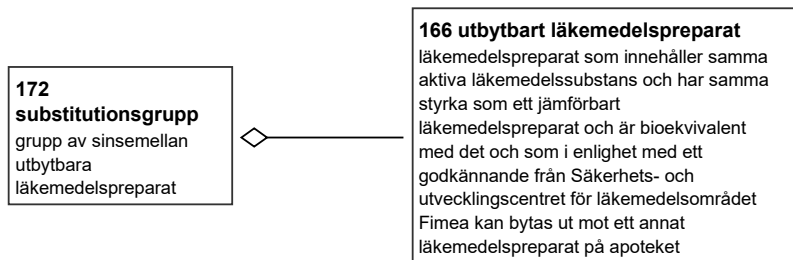 172
substitutionsgrupp
grupp av sinsemellan
utbytbara
läkemedelspreparat
166 utbytbart läkemedelspreparat
läkemedelspreparat som innehåller samma
aktiva läkemedelssubstans och har samma
styrka som ett jämförbart
läkemedelspreparat och är bioekvivalent
med det och som i enlighet med ett
godkännande från Säkerhets- och
utvecklingscentret för läkemedelsområdet
Fimea kan bytas ut mot ett annat
läkemedelspreparat på apoteket